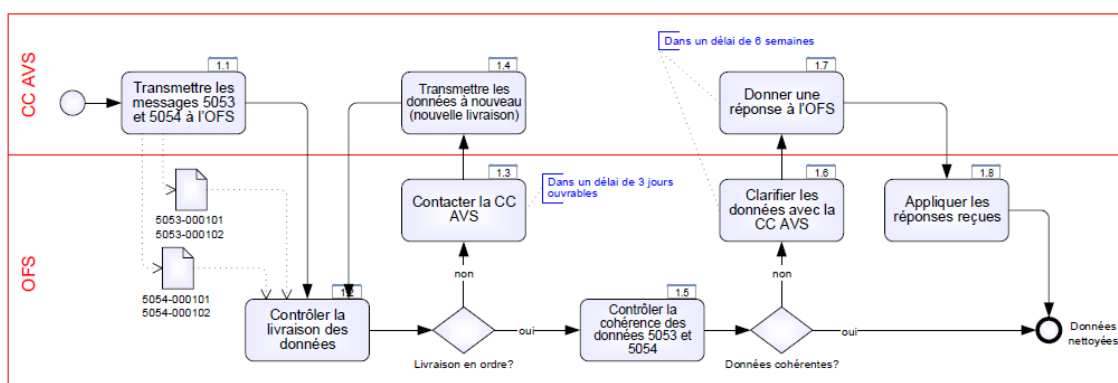 CC AVS
1.1
Transmettre les
messages 5053
et 5054 à l'OFS
1.4
Transmettre les
données à nouveau
(nouvelle livraison)
Dans un délai de 6 semaines
1.7
Donner une
réponse à l'OFS
OFS
5053-000101
5053-000102
5054-000101
5054-000102
1.2
Contrôler la
livraison des
données
1.3
Contacter la CC
AVS
Dans un délai de 3 jours
ouvrables
non
Livraison en ordre?
oui
1.5
Contrôler la
cohérence des
données 5053 et
5054
1.6
Clarifier les
données avec la
CC AVS
non
Données cohérentes?
oui
1.8
Appliquer les
réponses reçues
Données
nettoyées